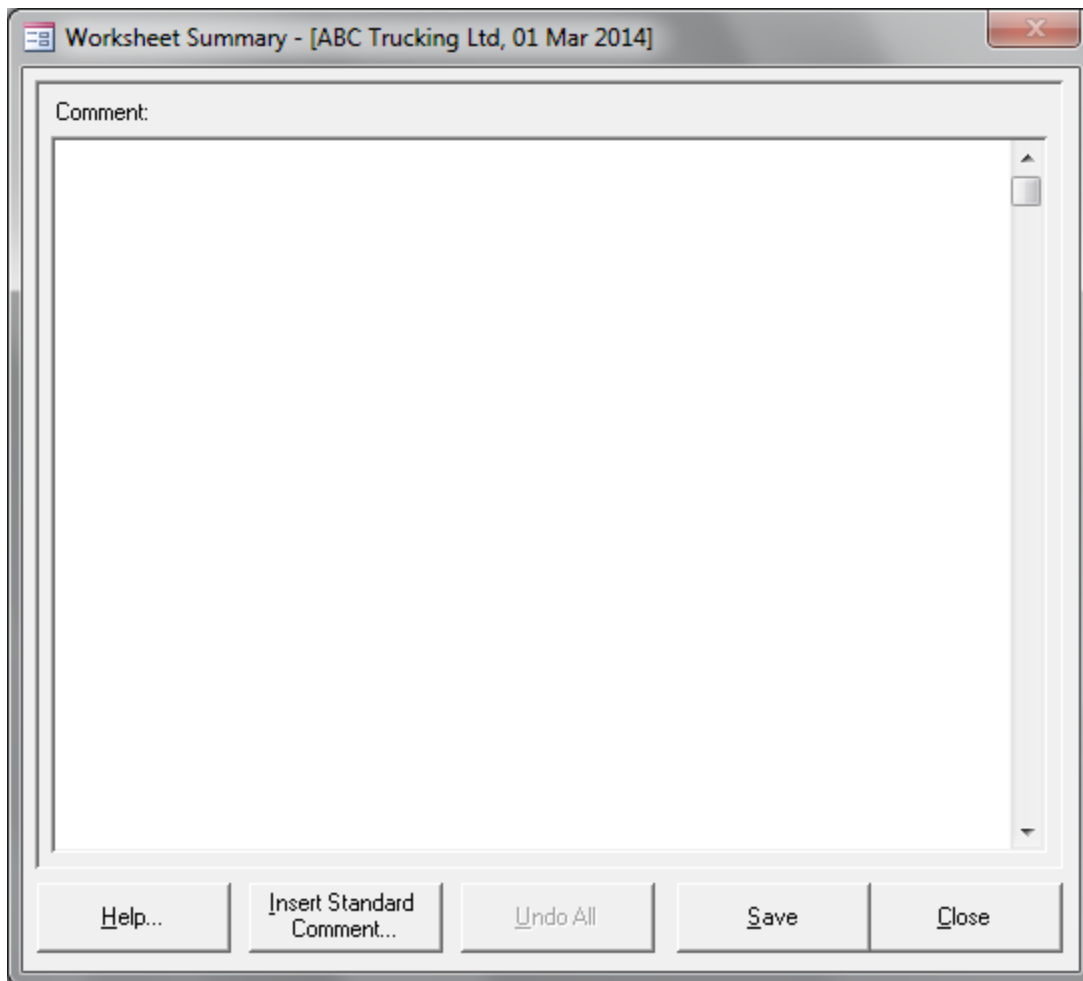 Worksheet Summary - [ABC Trucking Ltd, 01 Mar 2014]
Comment:
Help...
Insert Standard
Comment...
Undo All
Save
Close